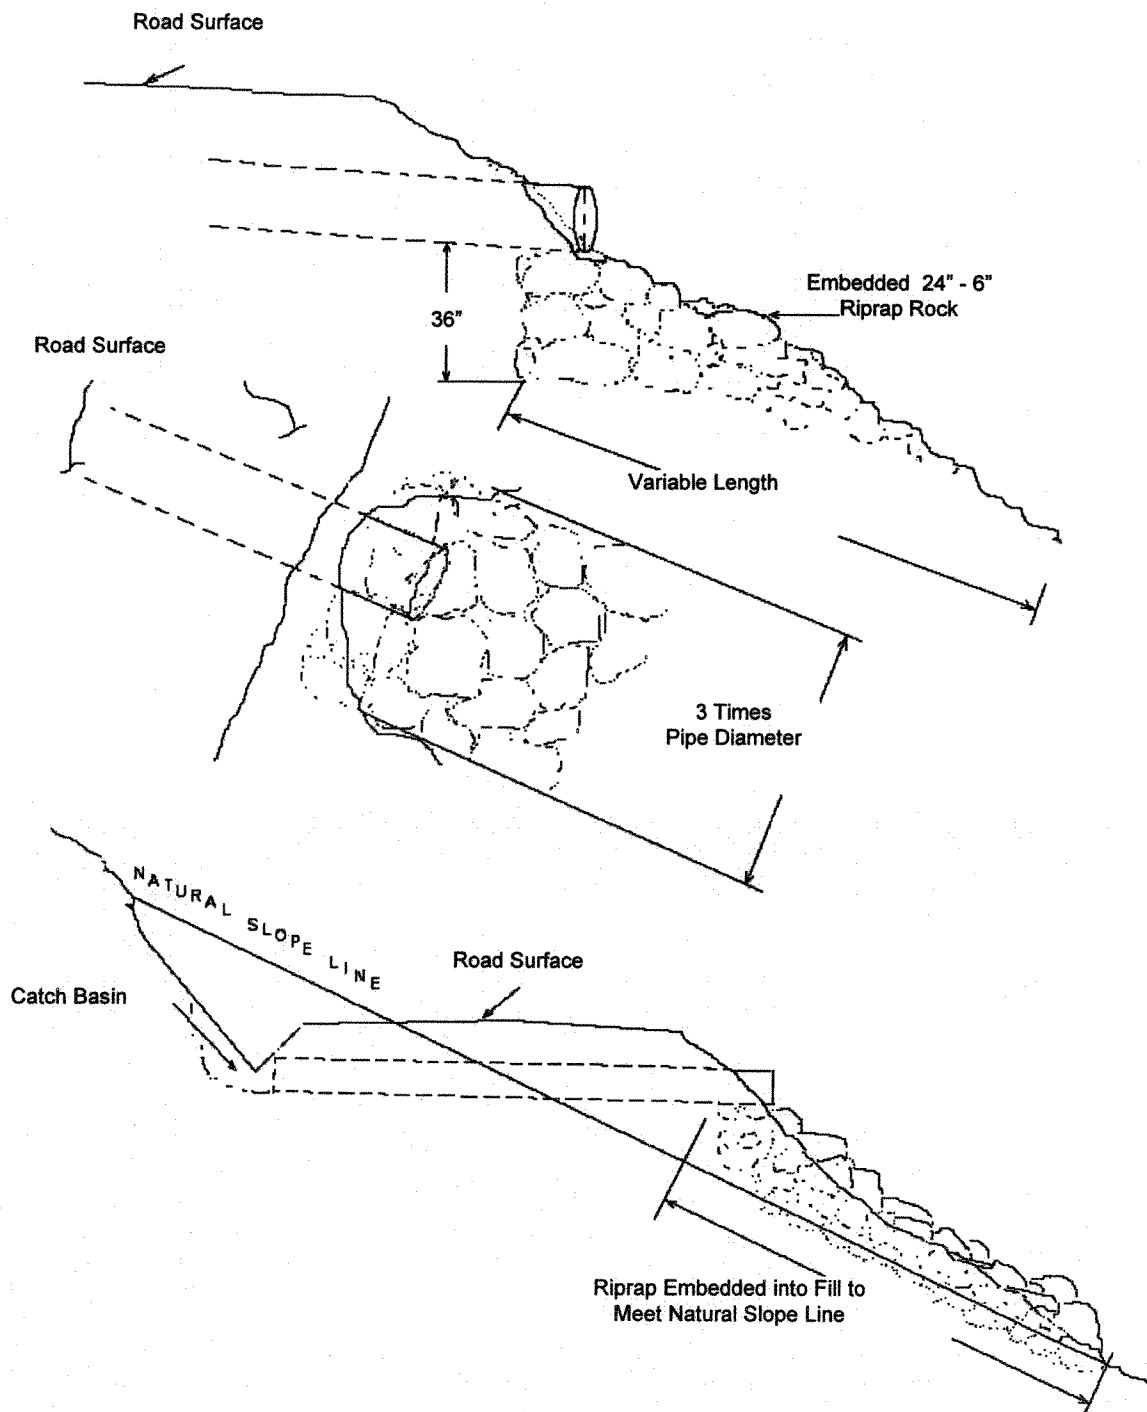 Road Surface
Embedded 24” - 6”
Riprap Rock
36”
Road Surface
Variable Length
3 Times
Pipe Diameter
NATURAL SLOPE LINE
Road Surface
Catch Basin
Riprap Embedded into Fill to
Meet Natural Slope Line